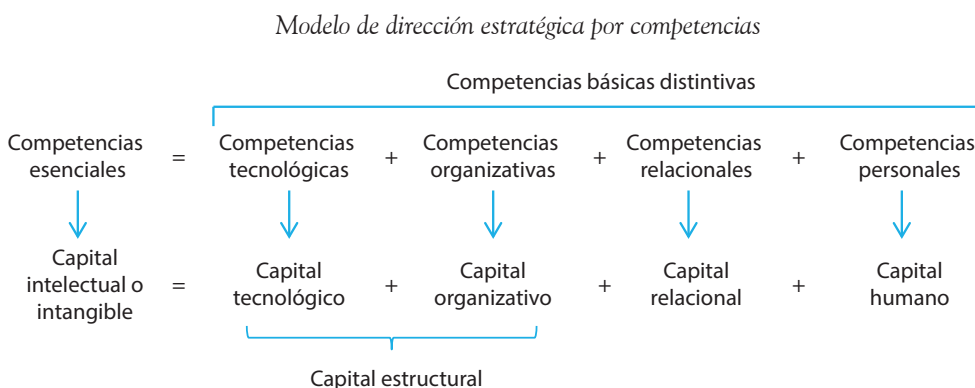 Modelo de dirección estratégica por competencias
Competencias básicas distintivas
Competencias esenciales = Competencias tecnológicas + Competencias organizativas + Competencias relacionales + Competencias personales
Capital intelectual o intangible = Capital tecnológico + Capital organizativo + Capital relacional + Capital humano
Capital estructural